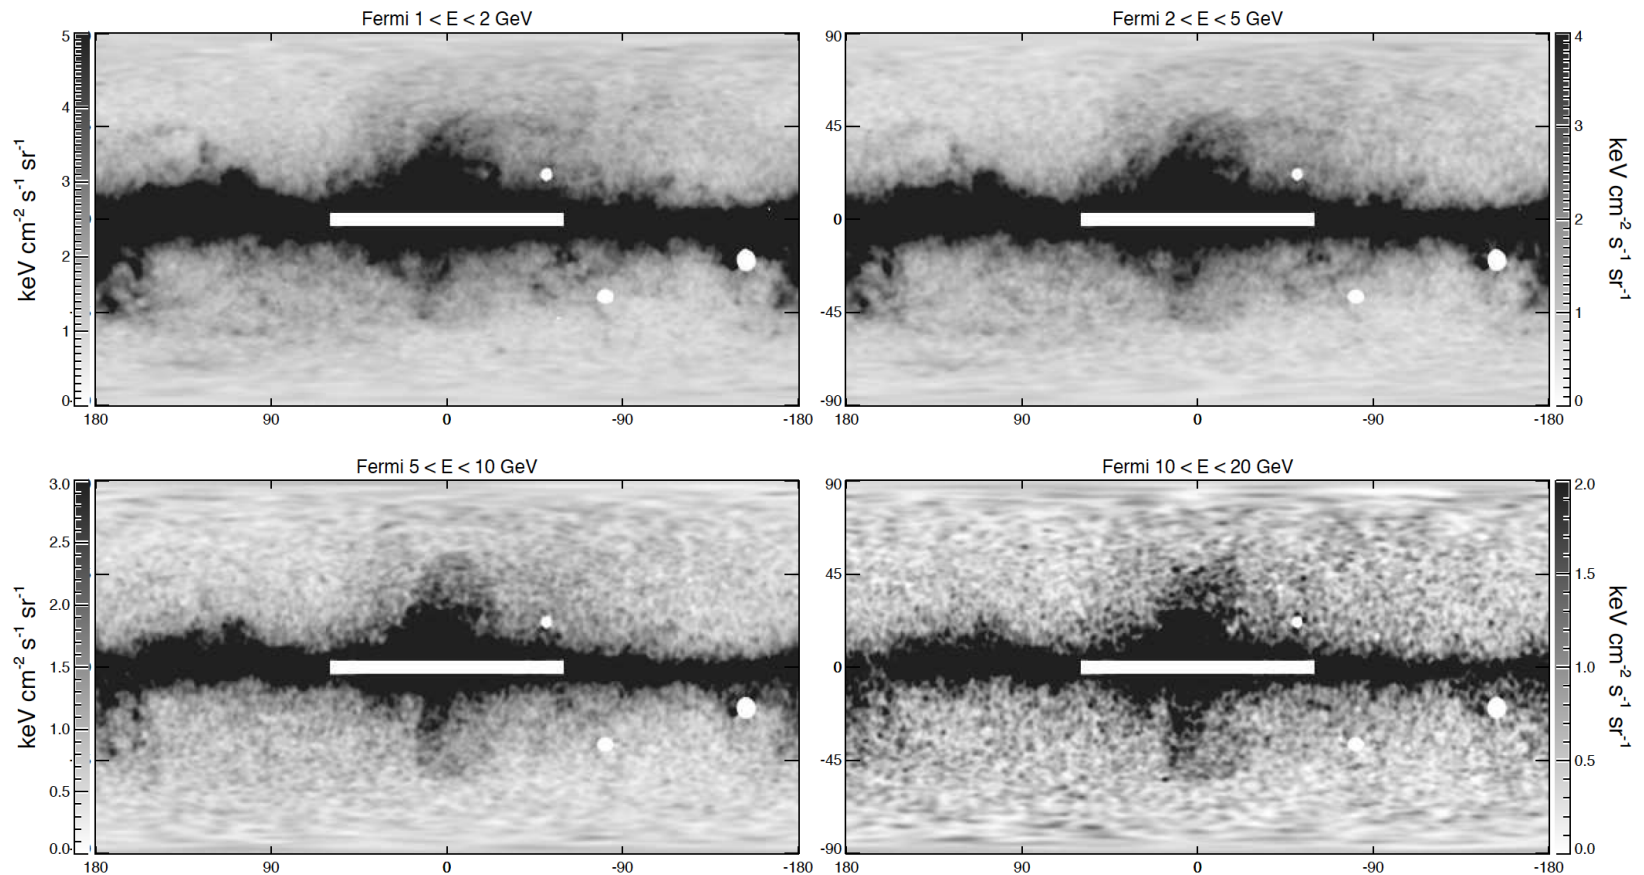 Fermi 1 < E < 2 GeV
Fermi 2 < E < 5 GeV
5
4
3
2
1
0
keV cm⁻² s⁻¹ sr⁻¹
180 90 0 -90 -180
90
45
0
-45
-90
180 90 0 -90 -180
4
3
2
1
0
keV cm⁻² s⁻¹ sr⁻¹
Fermi 5 < E < 10 GeV
Fermi 10 < E < 20 GeV
3.0
2.5
2.0
1.5
1.0
0.5
0.0
keV cm⁻² s⁻¹ sr⁻¹
180 90 0 -90 -180
90
45
0
-45
-90
180 90 0 -90 -180
2.0
1.5
1.0
0.5
0.0
keV cm⁻² s⁻¹ sr⁻¹